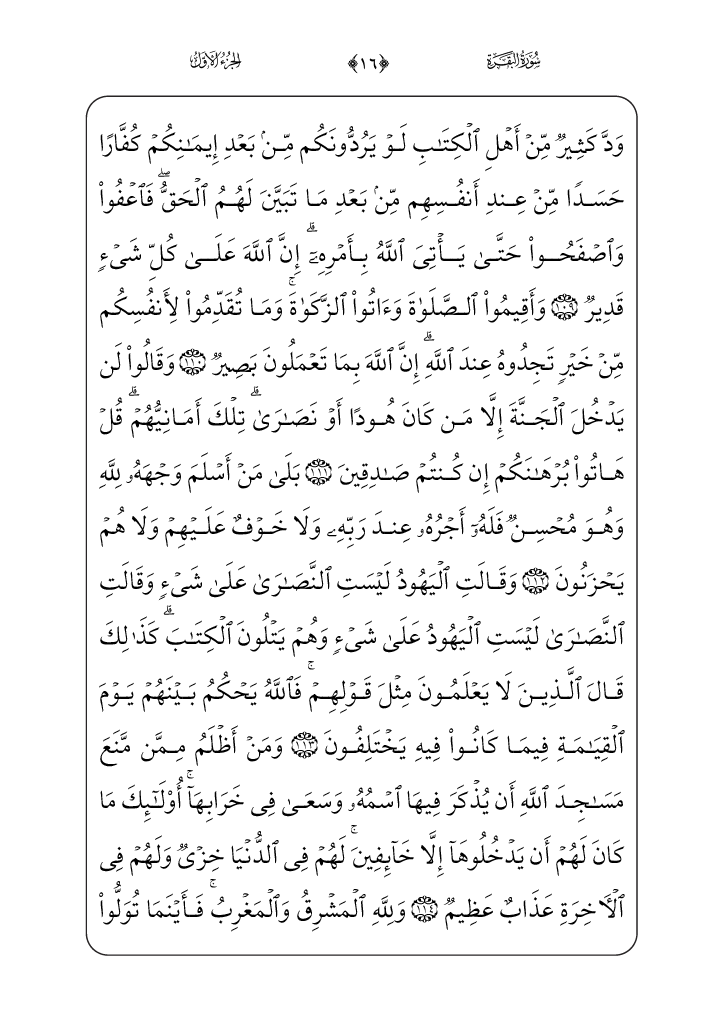 سُورَةُ البَقَرَةِ ﴿١٦﴾ الجُزْءُ الأَوَّلُ
وَدَّ كَثِيرٌ مِّنْ أَهْلِ ٱلْكِتَـٰبِ لَوْ يَرُدُّونَكُم مِّنۢ بَعْدِ إِيمَـٰنِكُمْ كُفَّارًا
حَسَدًا مِّنْ عِندِ أَنفُسِهِم مِّنۢ بَعْدِ مَا تَبَيَّنَ لَهُمُ ٱلْحَقُّ ۖ فَٱعْفُوا۟
وَٱصْفَحُوا۟ حَتَّىٰ يَأْتِىَ ٱللَّهُ بِأَمْرِهِۦٓ ۗ إِنَّ ٱللَّهَ عَلَىٰ كُلِّ شَىْءٍ
قَدِيرٌ ١٠٩ وَأَقِيمُوا۟ ٱلصَّلَوٰةَ وَءَاتُوا۟ ٱلزَّكَوٰةَ ۚ وَمَا تُقَدِّمُوا۟ لِأَنفُسِكُم
مِّنْ خَيْرٍ تَجِدُوهُ عِندَ ٱللَّهِ ۗ إِنَّ ٱللَّهَ بِمَا تَعْمَلُونَ بَصِيرٌ ١١٠ وَقَالُوا۟ لَن
يَدْخُلَ ٱلْجَنَّةَ إِلَّا مَن كَانَ هُودًا أَوْ نَصَـٰرَىٰ ۗ تِلْكَ أَمَانِيُّهُمْ ۗ قُلْ
هَاتُوا۟ بُرْهَـٰنَكُمْ إِن كُنتُمْ صَـٰدِقِينَ ١١١ بَلَىٰ مَنْ أَسْلَمَ وَجْهَهُۥ لِلَّهِ
وَهُوَ مُحْسِنٌ فَلَهُۥٓ أَجْرُهُۥ عِندَ رَبِّهِۦ وَلَا خَوْفٌ عَلَيْهِمْ وَلَا هُمْ
يَحْزَنُونَ ١١٢ وَقَالَتِ ٱلْيَهُودُ لَيْسَتِ ٱلنَّصَـٰرَىٰ عَلَىٰ شَىْءٍ وَقَالَتِ
ٱلنَّصَـٰرَىٰ لَيْسَتِ ٱلْيَهُودُ عَلَىٰ شَىْءٍ وَهُمْ يَتْلُونَ ٱلْكِتَـٰبَ ۗ كَذَٰلِكَ
قَالَ ٱلَّذِينَ لَا يَعْلَمُونَ مِثْلَ قَوْلِهِمْ ۚ فَٱللَّهُ يَحْكُمُ بَيْنَهُمْ يَوْمَ
ٱلْقِيَـٰمَةِ فِيمَا كَانُوا۟ فِيهِ يَخْتَلِفُونَ ١١٣ وَمَنْ أَظْلَمُ مِمَّن مَّنَعَ
مَسَـٰجِدَ ٱللَّهِ أَن يُذْكَرَ فِيهَا ٱسْمُهُۥ وَسَعَىٰ فِى خَرَابِهَآ ۚ أُو۟لَـٰٓئِكَ مَا
كَانَ لَهُمْ أَن يَدْخُلُوهَآ إِلَّا خَآئِفِينَ ۚ لَهُمْ فِى ٱلدُّنْيَا خِزْىٌ وَلَهُمْ فِى
ٱلْـَٔاخِرَةِ عَذَابٌ عَظِيمٌ ١١٤ وَلِلَّهِ ٱلْمَشْرِقُ وَٱلْمَغْرِبُ ۚ فَأَيْنَمَا تُوَلُّوا۟